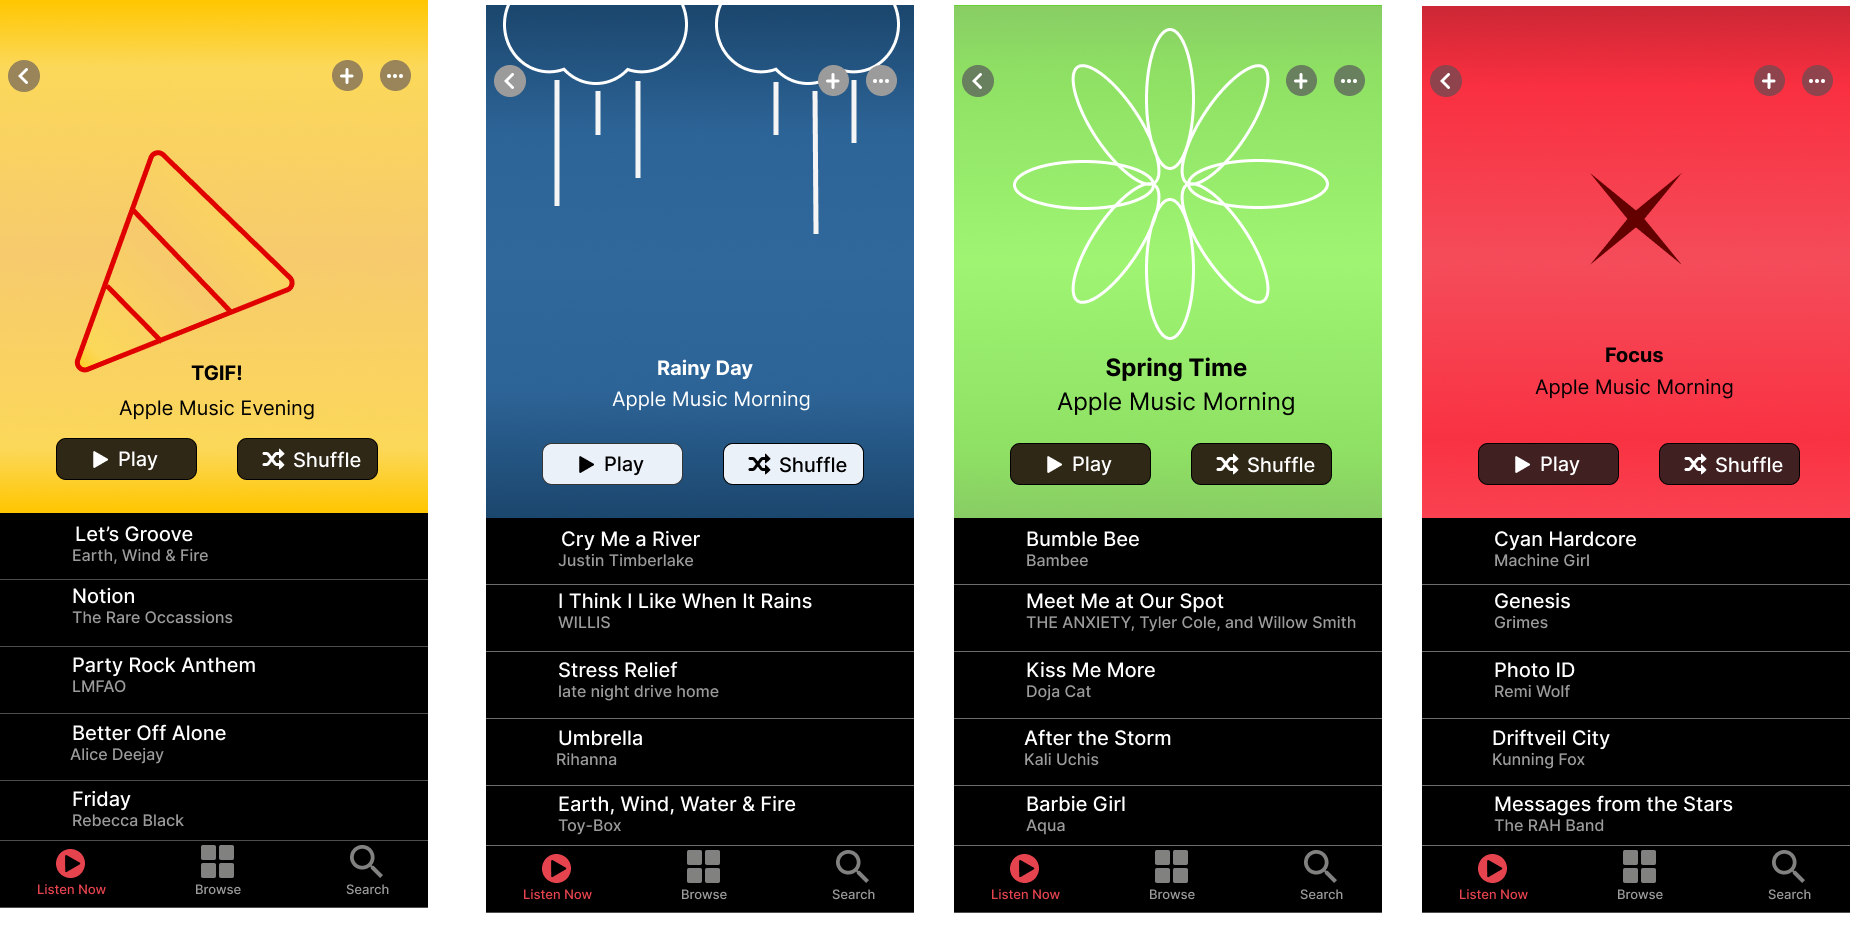 TGIF!
Apple Music Evening
Play
Shuffle
Let's Groove
Earth, Wind & Fire
Notion
The Rare Occassions
Party Rock Anthem
LMFAO
Better Off Alone
Alice Deejay
Friday
Rebecca Black
Listen Now
Browse
Search
Rainy Day
Apple Music Morning
Play
Shuffle
Cry Me a River
Justin Timberlake
I Think I Like When It Rains
WILLIS
Stress Relief
late night drive home
Umbrella
Rihanna
Earth, Wind, Water & Fire
Toy-Box
Listen Now
Browse
Search
Spring Time
Apple Music Morning
Play
Shuffle
Bumble Bee
Bambee
Meet Me at Our Spot
THE ANXIETY, Tyler Cole, and Willow Smith
Kiss Me More
Doja Cat
After the Storm
Kali Uchis
Barbie Girl
Aqua
Listen Now
Browse
Search
Focus
Apple Music Morning
Play
Shuffle
Cyan Hardcore
Machine Girl
Genesis
Grimes
Photo ID
Remi Wolf
Driftveil City
Kunning Fox
Messages from the Stars
The RAH Band
Listen Now
Browse
Search